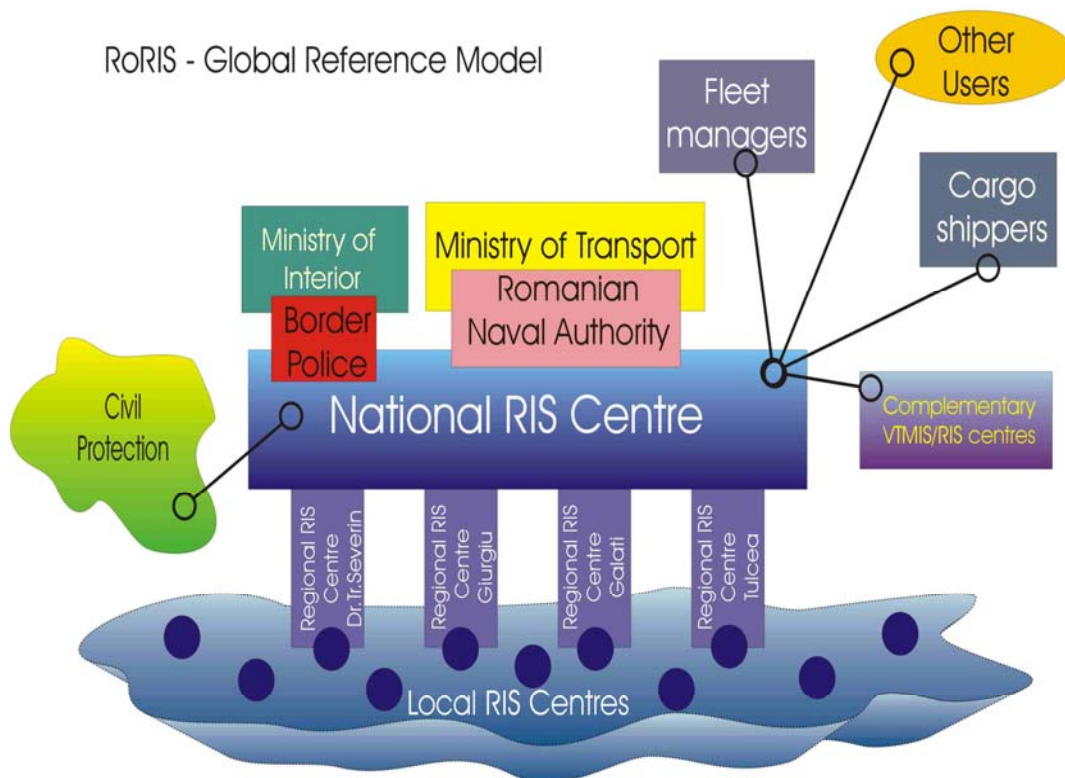 RoRIS - Global Reference Model
Other
Users
Fleet
managers
Cargo
shippers
Ministry of
Interior
Ministry of Transport
Romanian
Naval Authority
Border
Police
Civil
Protection
National RIS Centre
Complementary
VTMIS/RIS centres
Regional RIS
Centre
Dr.Tr.Severin
Regional RIS
Centre
Giurgiu
Regional RIS
Centre
Galati
Regional RIS
Centre
Tulcea
Local RIS Centres